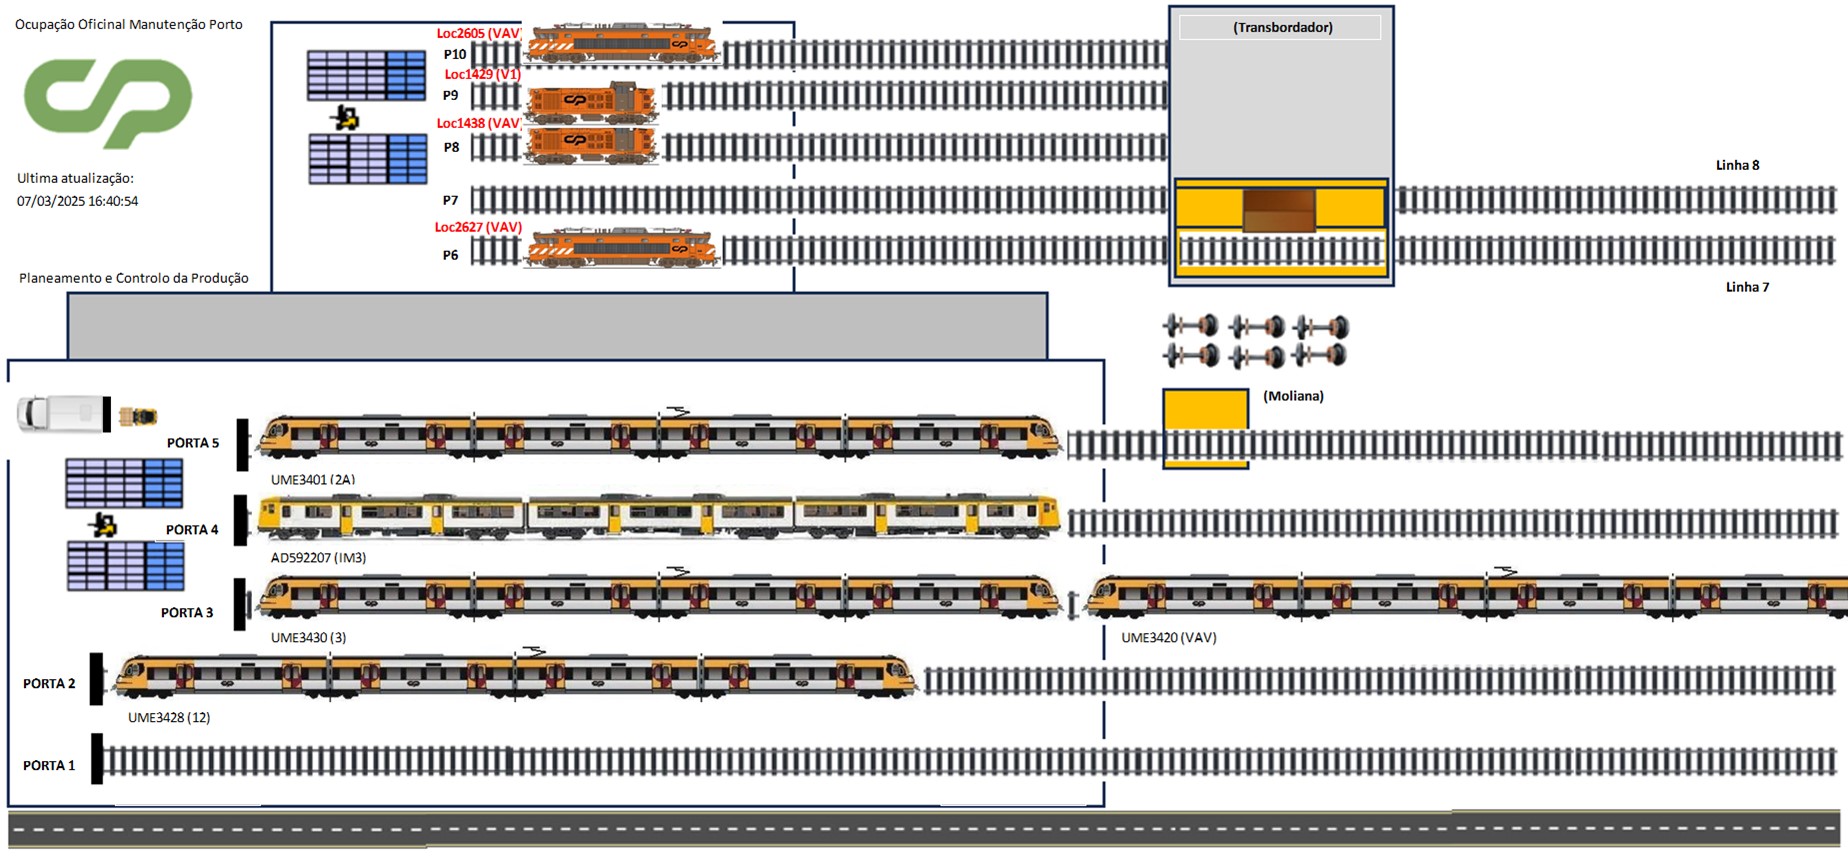 Ocupação Oficinal Manutenção Porto
Ultima atualização:
07/03/2025 16:40:54
Planeamento e Controlo da Produção
Loc2605 (VAV)
P10
Loc1429 (V1)
P9
Loc1438 (VAV)
P8
P7
Loc2627 (VAV)
P6
(Transbordador)
Linha 8
Linha 7
(Moliana)
PORTA 5
UME3401 (2A)
PORTA 4
AD592207 (IM3)
PORTA 3
UME3430 (3)
UME3420 (VAV)
PORTA 2
UME3428 (12)
PORTA 1